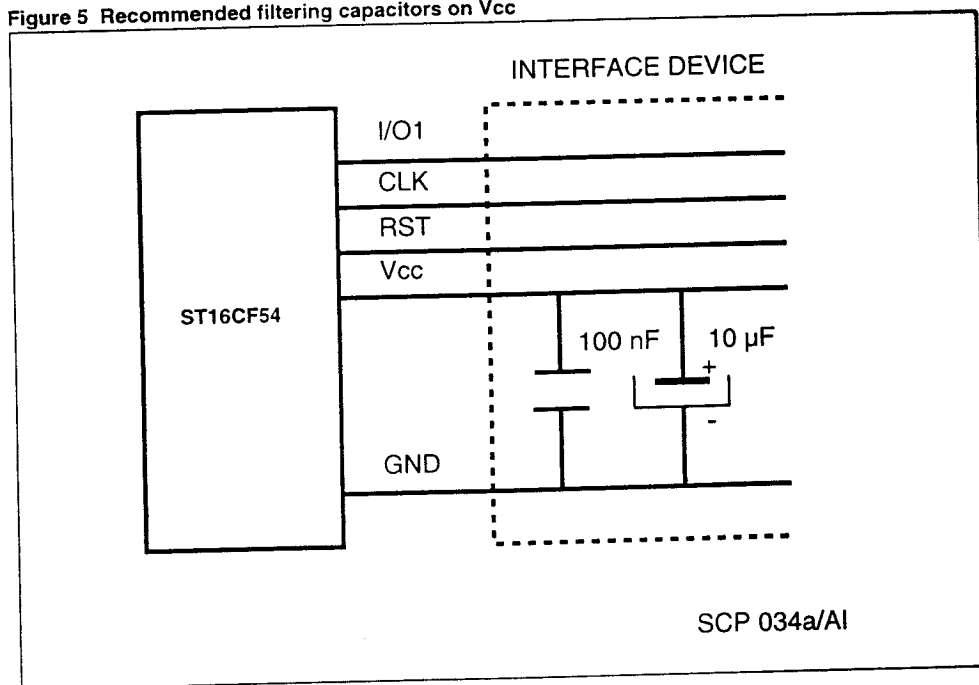 Figure 5 Recommended filtering capacitors on Vcc
INTERFACE DEVICE
I/O1
CLK
RST
Vcc
ST16CF54
100 nF
10 µF
+
-
GND
SCP 034a/AI